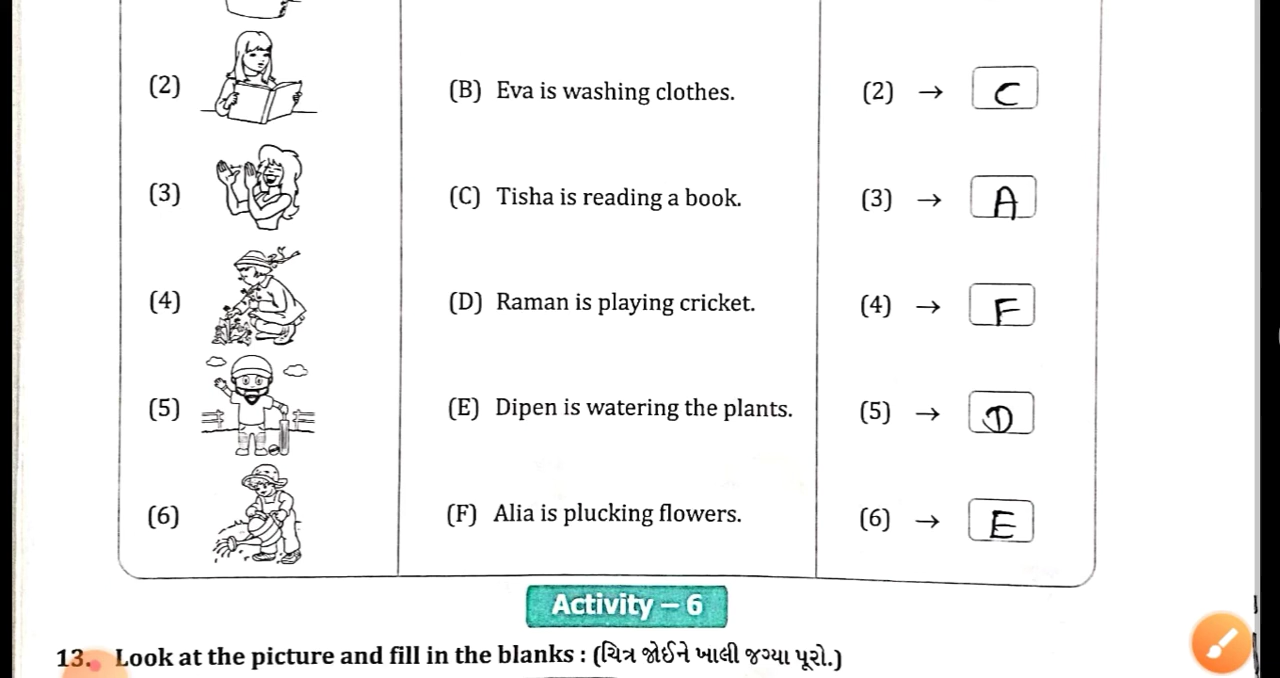 (2) (B) Eva is washing clothes. (2) → C
(3) (C) Tisha is reading a book. (3) → A
(4) (D) Raman is playing cricket. (4) → F
(5) (E) Dipen is watering the plants. (5) → D
(6) (F) Alia is plucking flowers. (6) → E
Activity – 6
13. Look at the picture and fill in the blanks : (ચિત્ર જોઈને ખાલી જગ્યા પૂરો.)